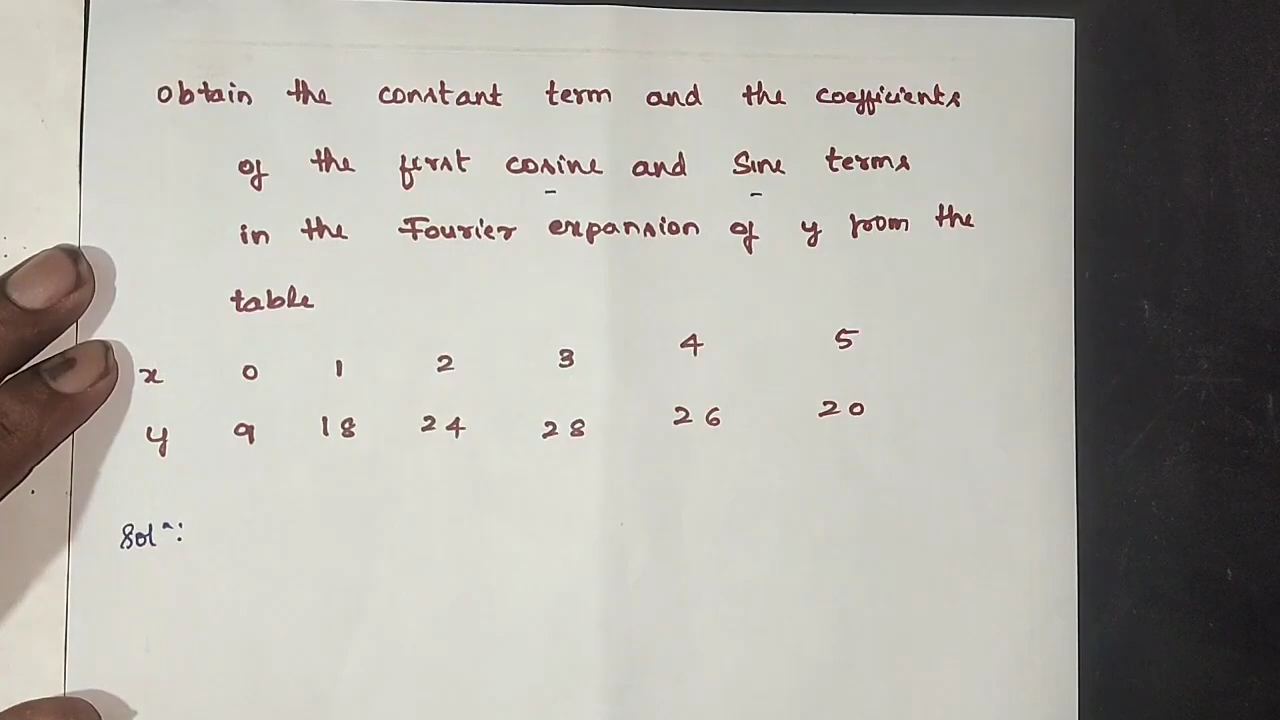 Obtain the constant term and the coefficients
of the first cosine and Sine terms
in the Fourier expansion of y from the
table
x 0 1 2 3 4 5
y 9 18 24 28 26 20
Solⁿ: